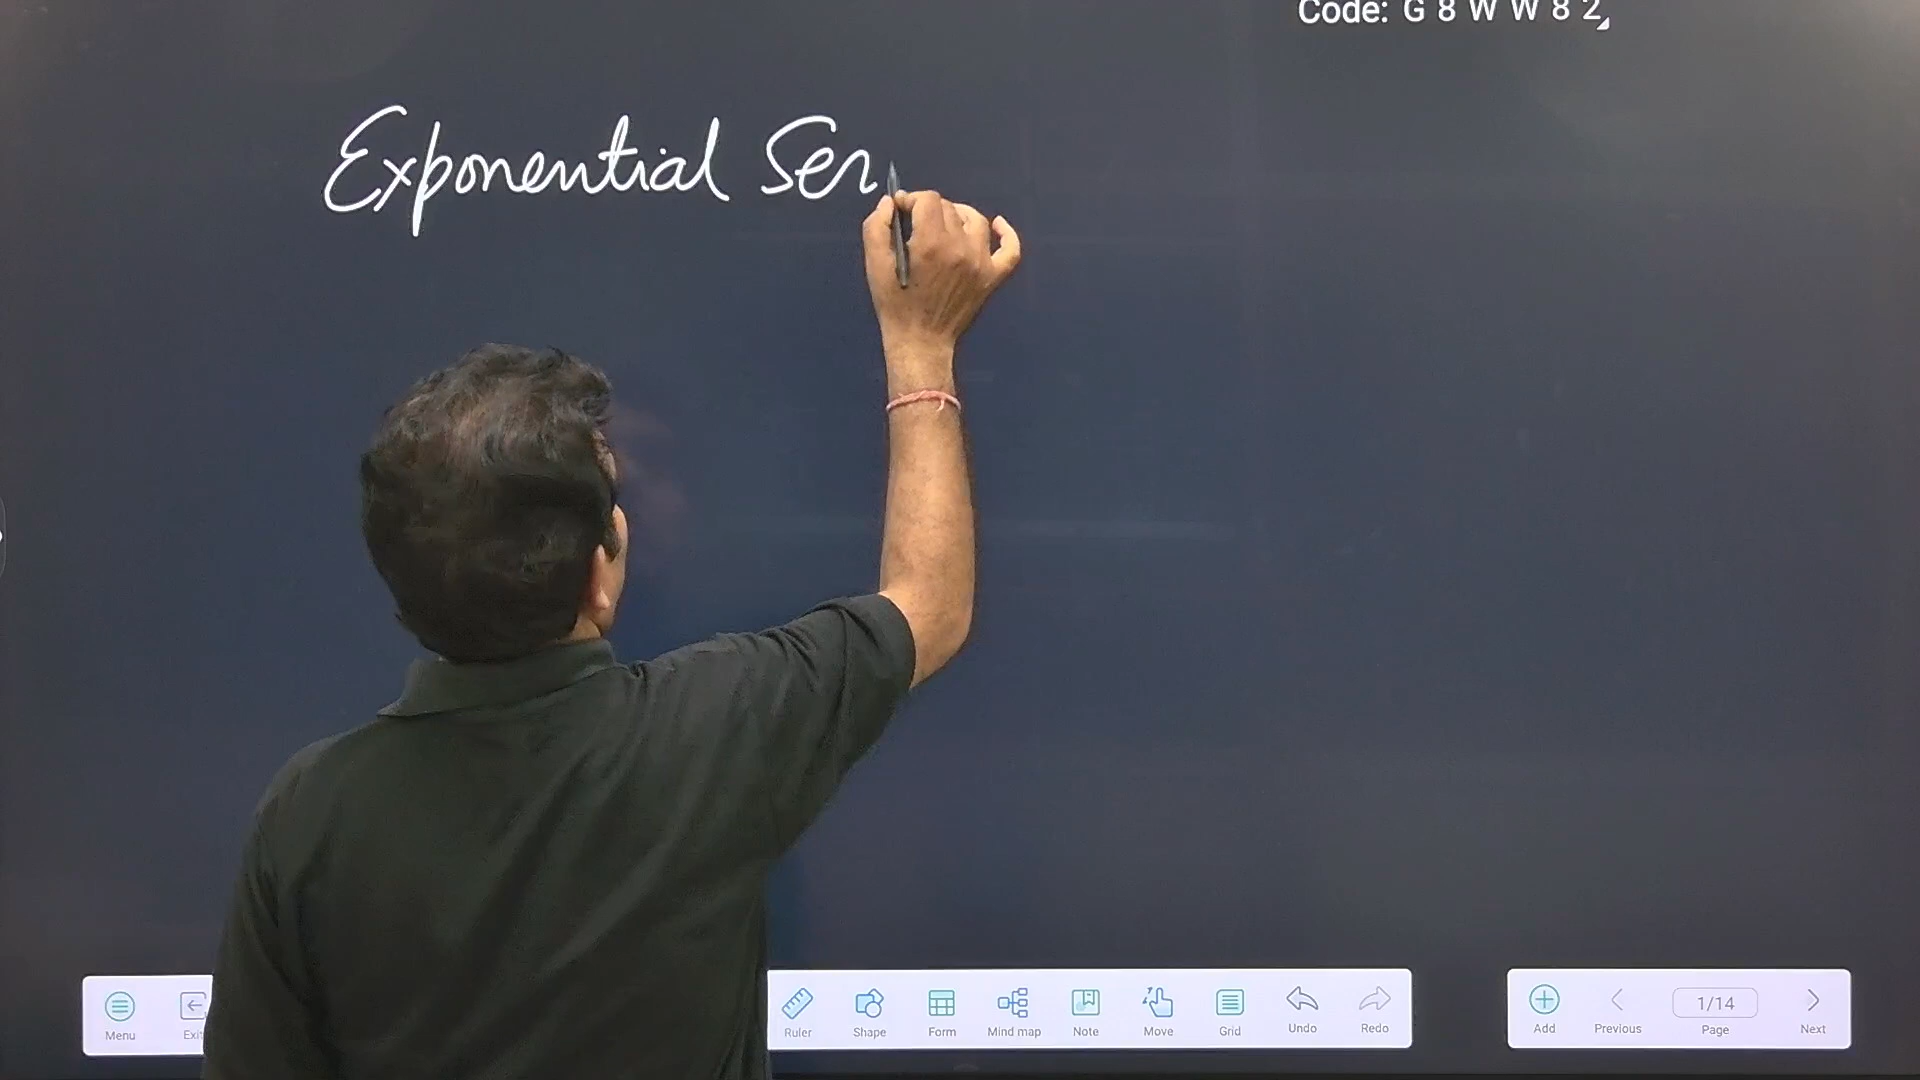 Code: G 8 W W 8 2
Exponential Ser
Menu Exit Ruler Shape Form Mind map Note Move Grid Undo Redo Add Previous 1/14 Page Next